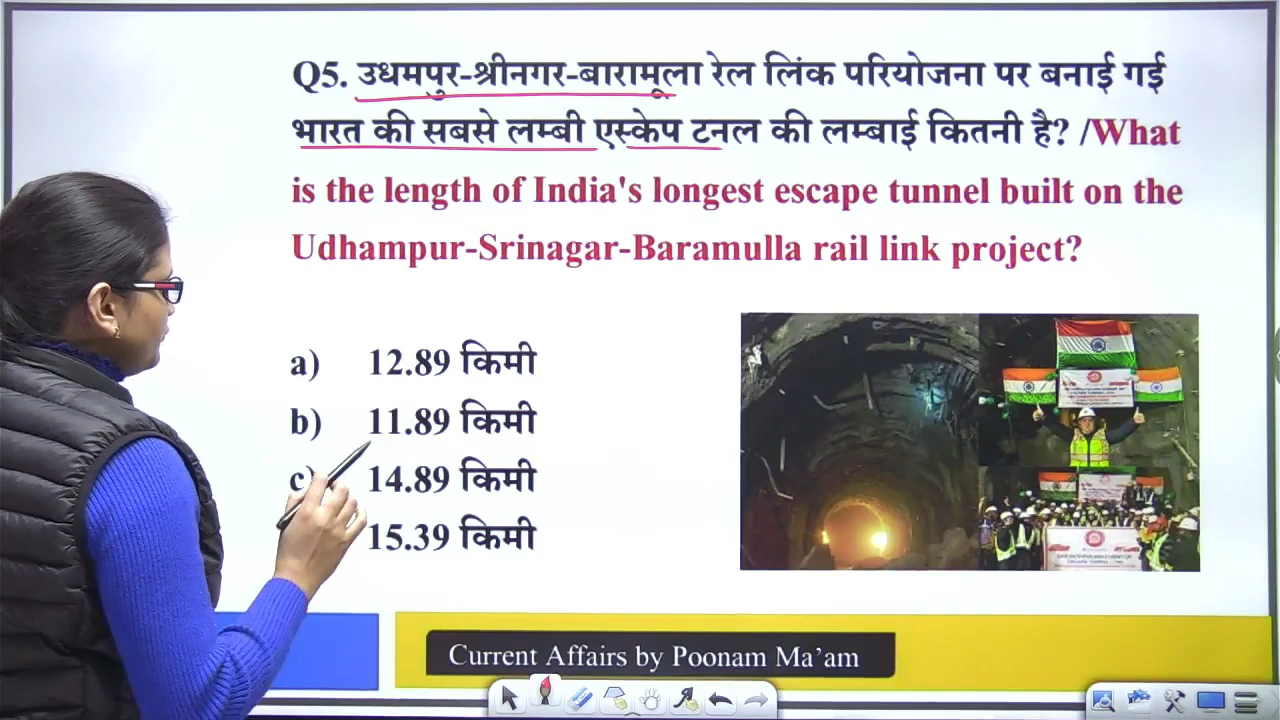 Q5. उधमपुर-श्रीनगर-बारामूला रेल लिंक परियोजना पर बनाई गई
भारत की सबसे लम्बी एस्केप टनल की लम्बाई कितनी है? /What
is the length of India's longest escape tunnel built on the
Udhampur-Srinagar-Baramulla rail link project?
a) 12.89 किमी
b) 11.89 किमी
c) 14.89 किमी
15.39 किमी
Current Affairs by Poonam Ma'am